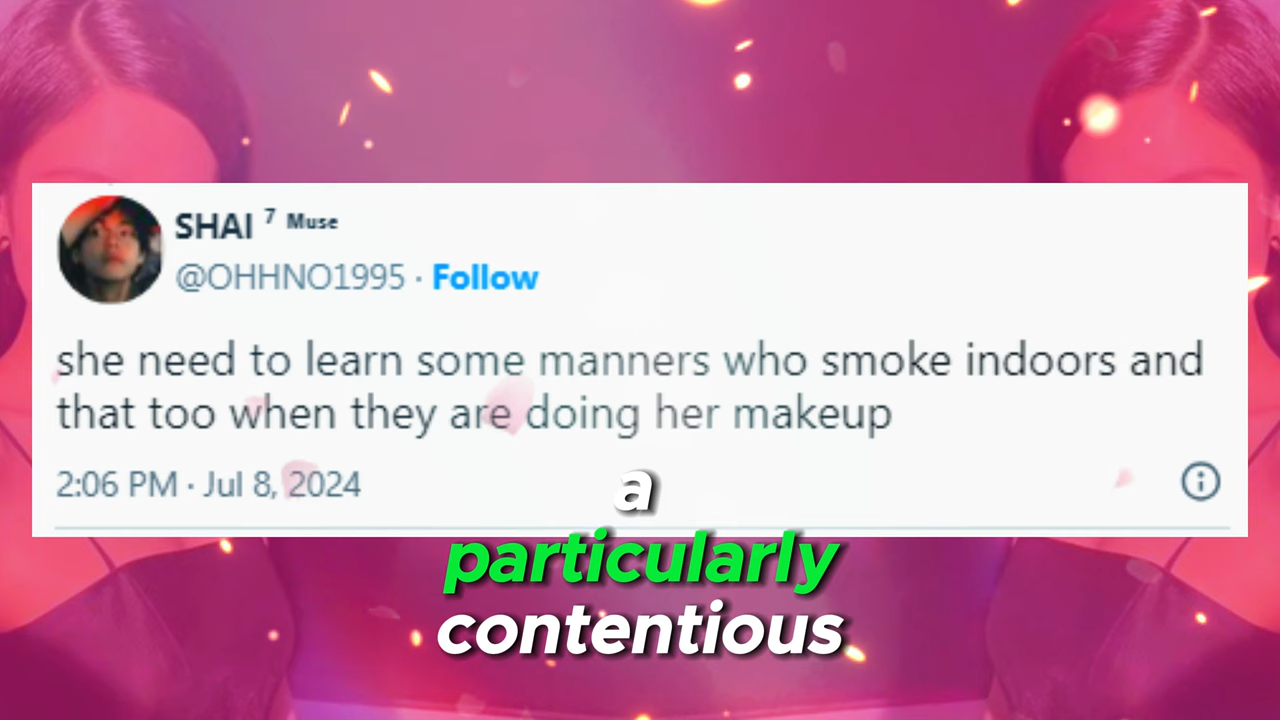 SHAI ⁷ Muse
@OHHNO1995 · Follow
she need to learn some manners who smoke indoors and
that too when they are doing her makeup
2:06 PM · Jul 8, 2024
a
particularly
contentious